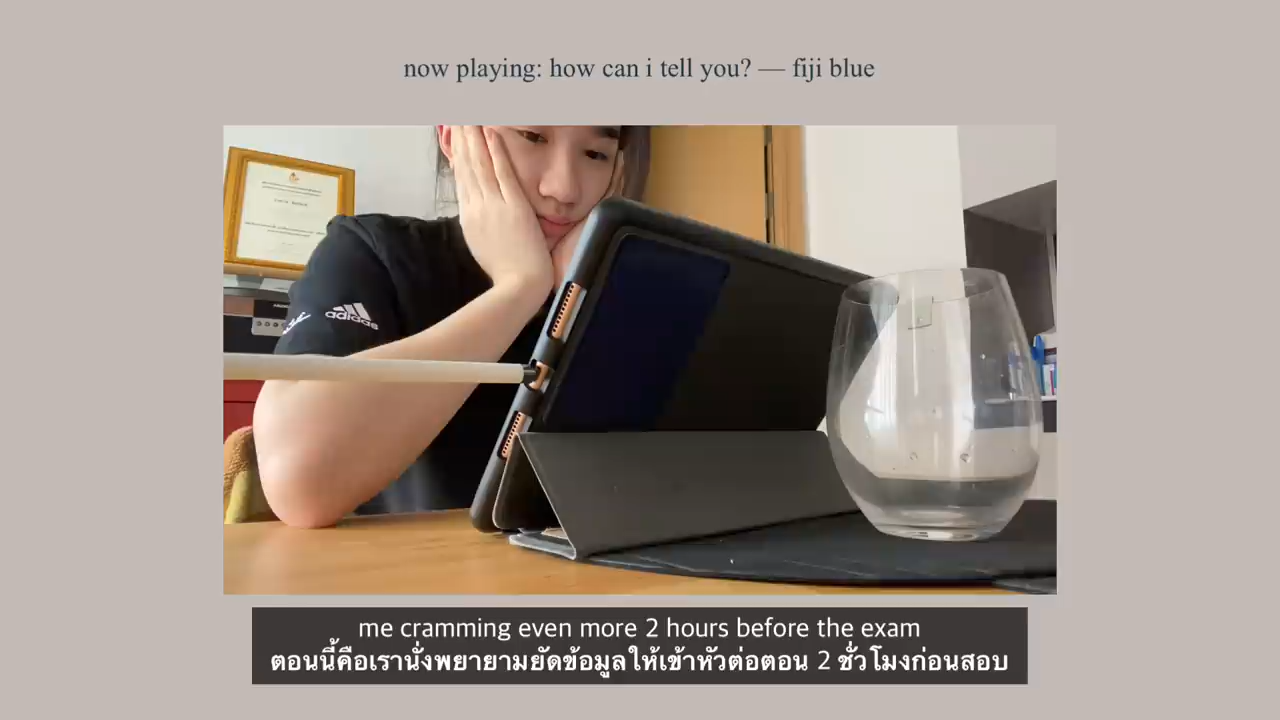 now playing: how can i tell you? — fiji blue
adidas
me cramming even more 2 hours before the exam
ตอนนี้คือเรานั่งพยายามยัดข้อมูลให้เข้าหัวต่อตอน 2 ชั่วโมงก่อนสอบ